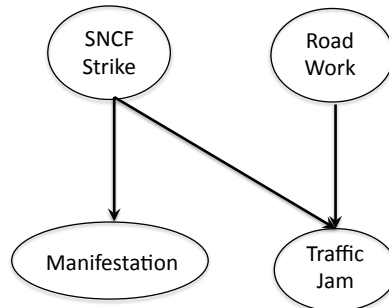 SNCF
Strike
Road
Work
Manifestation
Traffic
Jam